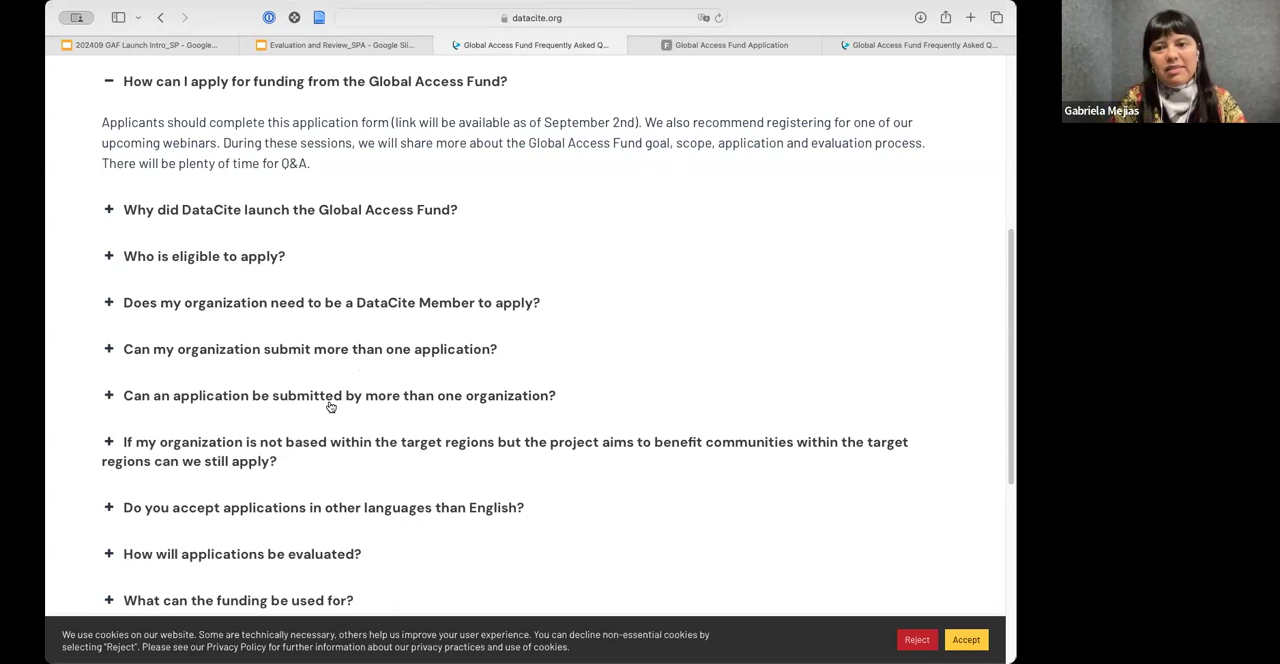 datacite.org
202409 GAF Launch Intro_SP - Google...
Evaluation and Review_SPA - Google Sli...
Global Access Fund Frequently Asked Q...
Global Access Fund Application
Global Access Fund Frequently Asked Q...
Gabriela Mejias
− How can I apply for funding from the Global Access Fund?
Applicants should complete this application form (link will be available as of September 2nd). We also recommend registering for one of our
upcoming webinars. During these sessions, we will share more about the Global Access Fund goal, scope, application and evaluation process.
There will be plenty of time for Q&A.
+ Why did DataCite launch the Global Access Fund?
+ Who is eligible to apply?
+ Does my organization need to be a DataCite Member to apply?
+ Can my organization submit more than one application?
+ Can an application be submitted by more than one organization?
+ If my organization is not based within the target regions but the project aims to benefit communities within the target
regions can we still apply?
+ Do you accept applications in other languages than English?
+ How will applications be evaluated?
+ What can the funding be used for?
We use cookies on our website. Some are technically necessary, others help us improve your user experience. You can decline non-essential cookies by
selecting "Reject". Please see our Privacy Policy for further information about our privacy practices and use of cookies.
Reject
Accept